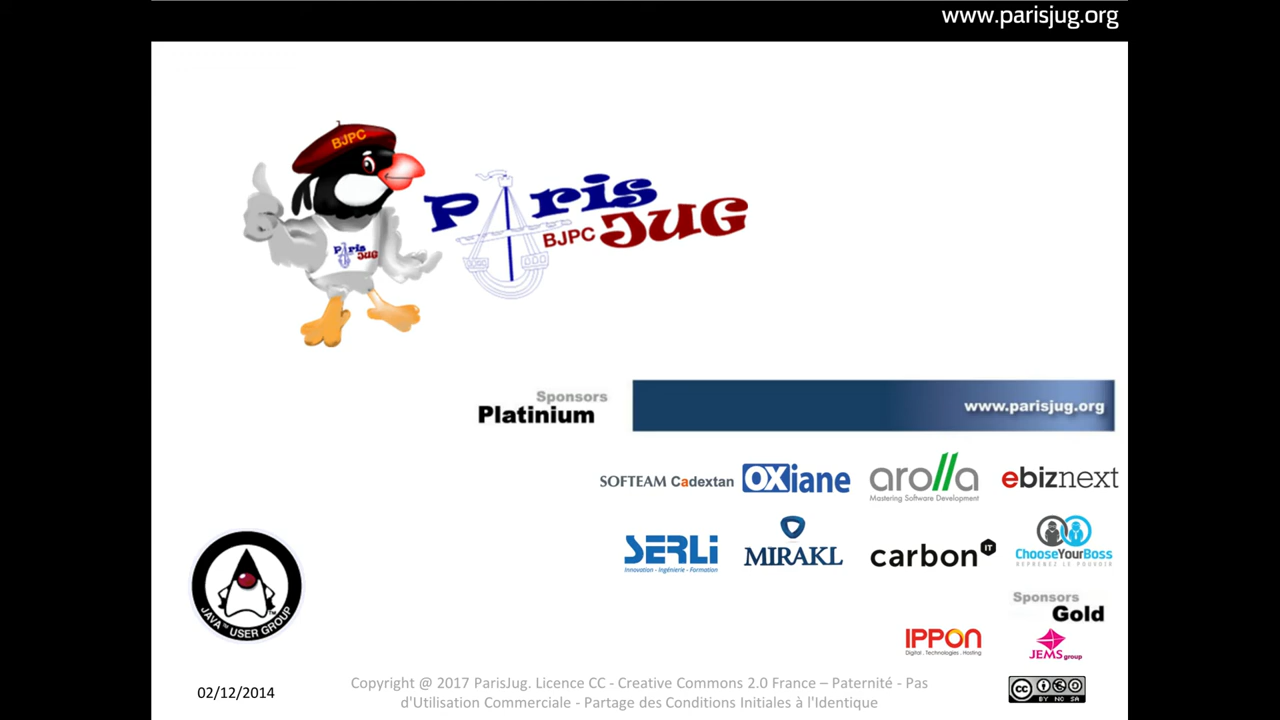 www.parisjug.org
BJPC
Paris
JUG
BJPC
Paris
JUG
Sponsors
Platinium
www.parisjug.org
SOFTEAM Cadextan
OXiane
arolla
Mastering Software Development
ebiznext
SERLi
Innovation - Ingénierie - Formation
MIRAKL
carbon IT
ChooseYourBoss
REPRENEZ LE POUVOIR
Sponsors
Gold
IPPON
Digital . Technologies . Hosting
JEMS group
JAVA™ USER GROUP
TM
02/12/2014
Copyright @ 2017 ParisJug. Licence CC - Creative Commons 2.0 France – Paternité - Pas
d'Utilisation Commerciale - Partage des Conditions Initiales à l'Identique
CC
BY NC SA